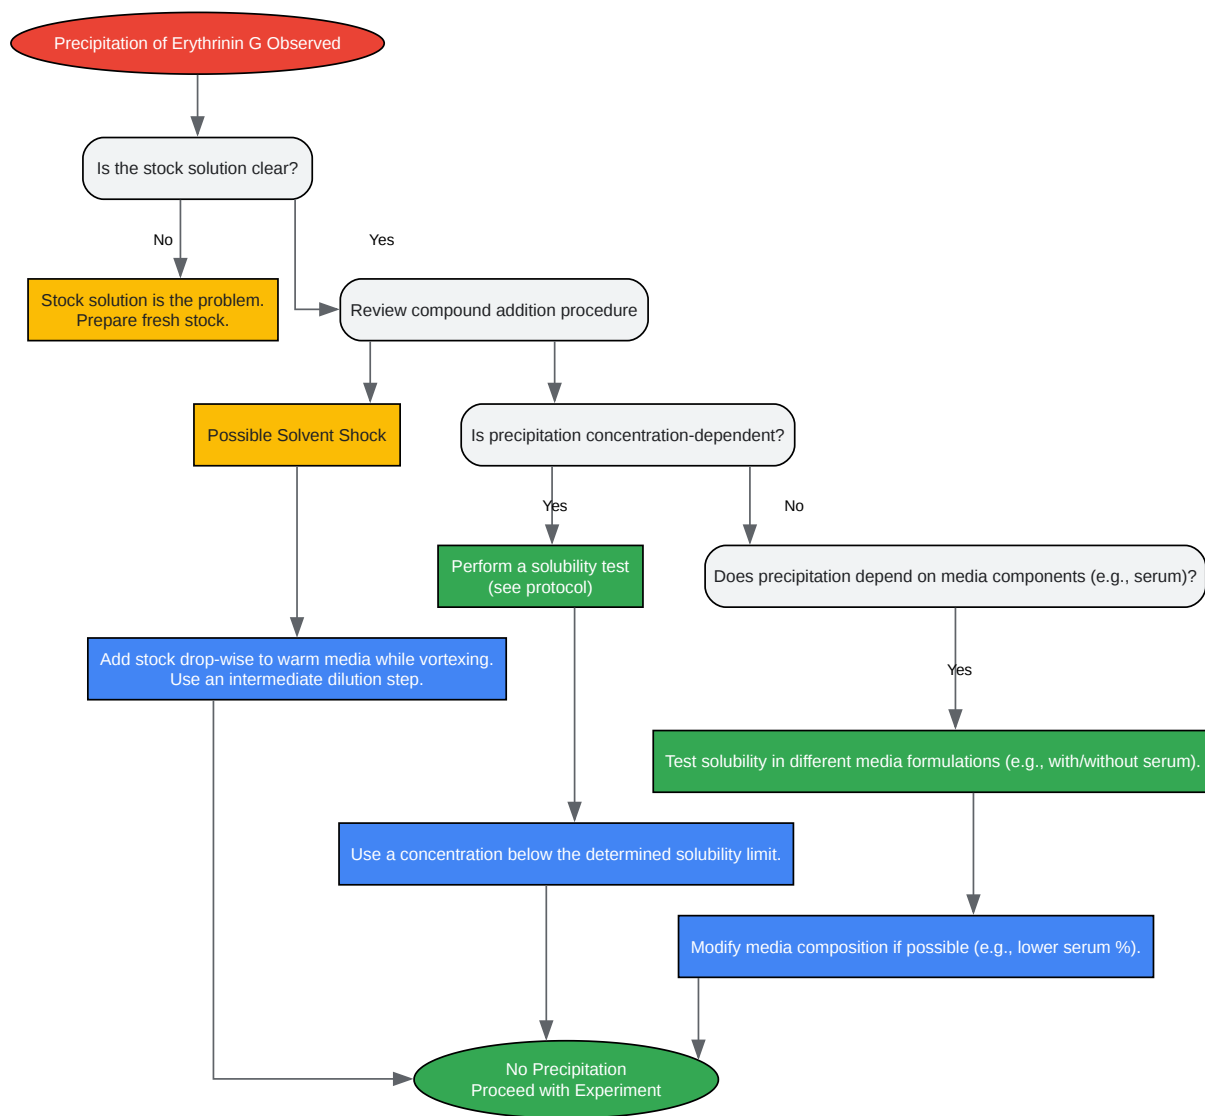 Precipitation of Erythrinin G Observed
Is the stock solution clear?
No
Yes
Stock solution is the problem.
Prepare fresh stock.
Review compound addition procedure
Possible Solvent Shock
Is precipitation concentration-dependent?
Yes
No
Perform a solubility test
(see protocol)
Does precipitation depend on media components (e.g., serum)?
Add stock drop-wise to warm media while vortexing.
Use an intermediate dilution step.
Yes
Test solubility in different media formulations (e.g., with/without serum).
Use a concentration below the determined solubility limit.
Modify media composition if possible (e.g., lower serum %).
No Precipitation
Proceed with Experiment